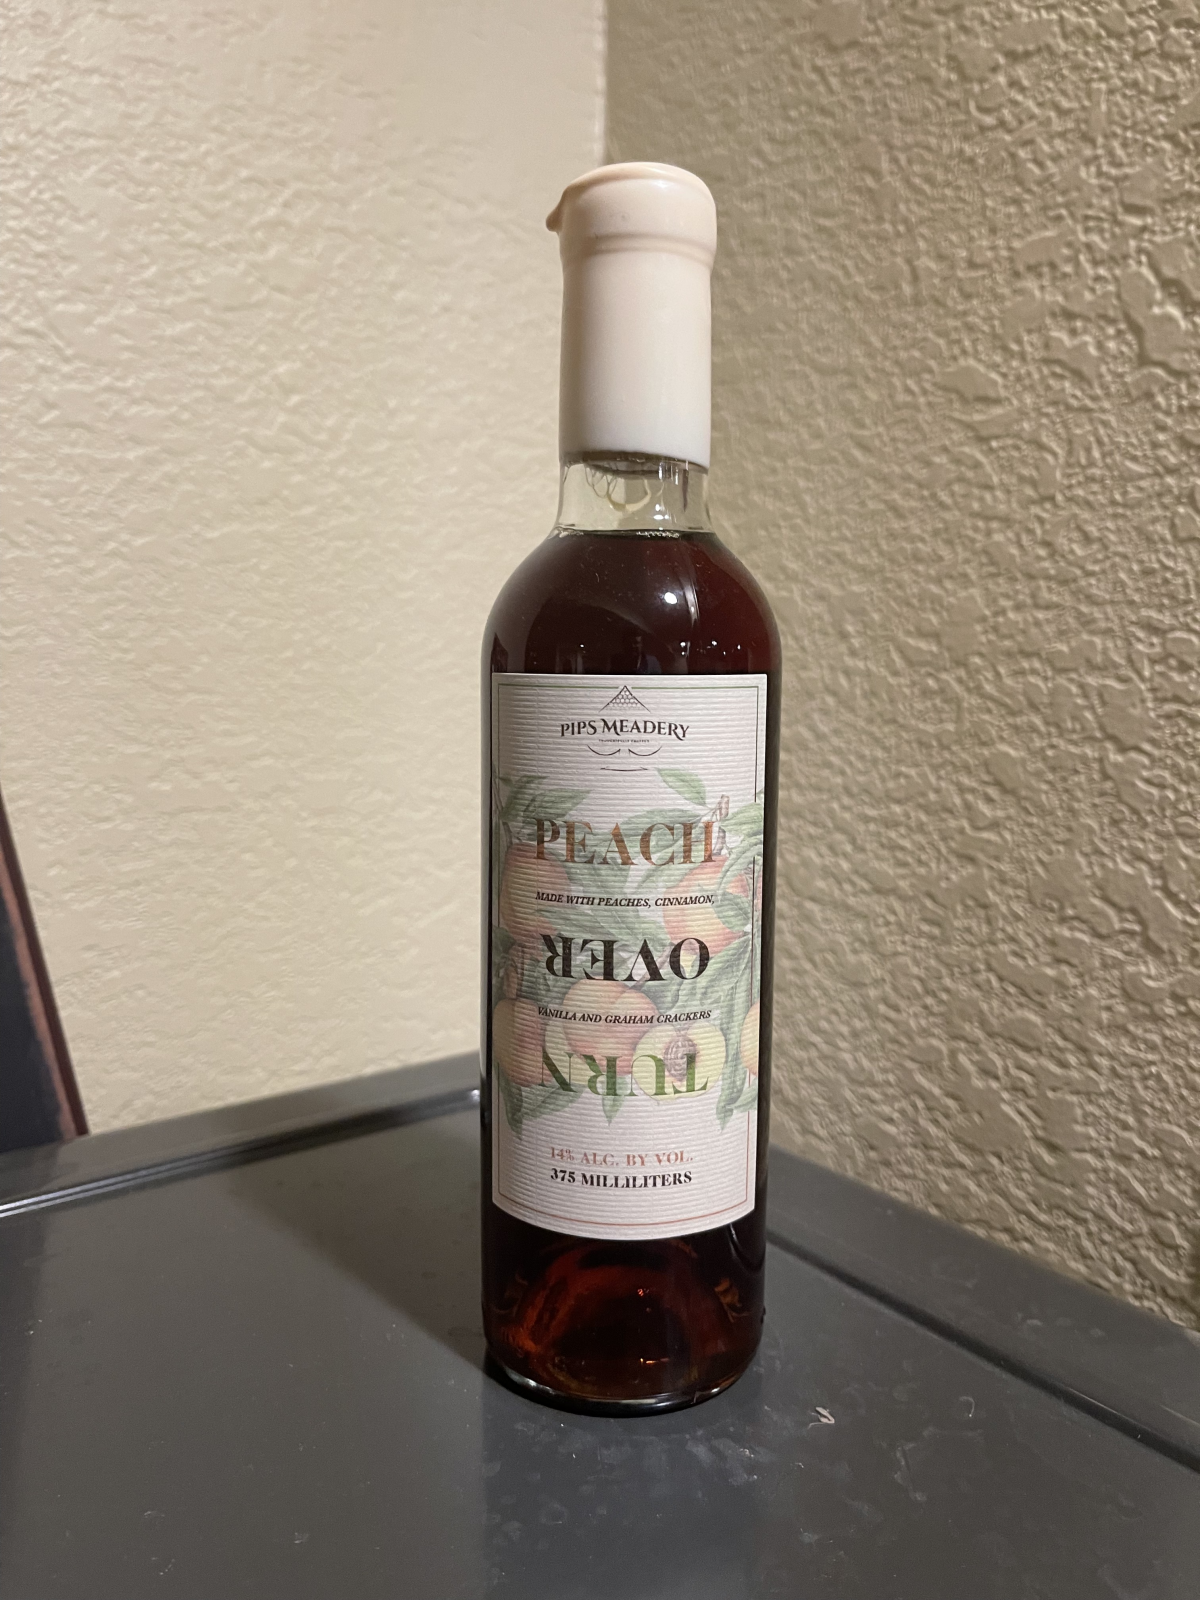 PIPS MEADERY
PEACH
MADE WITH PEACHES, CINNAMON,
OVER
VANILLA AND GRAHAM CRACKERS
TURN
14% ALC. BY VOL.
375 MILLILITERS